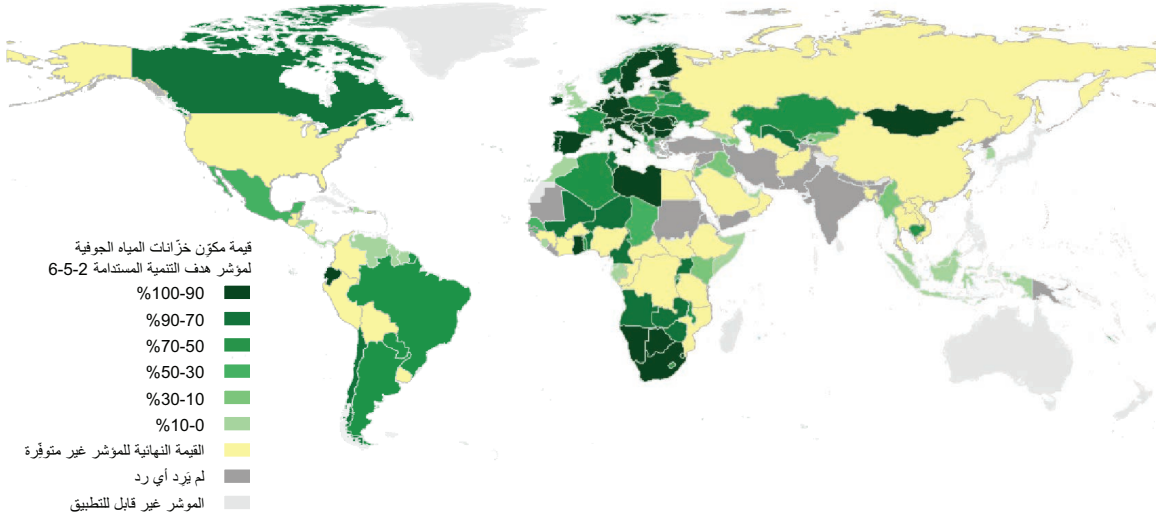 قيمة مكوّن خزّانات المياه الجوفية
لمؤشر هدف التنمية المستدامة 2-5-6
%100-90
%90-70
%70-50
%50-30
%30-10
%10-0
القيمة النهائية للمؤشر غير متوفّرة
لم يَرِد أي رد
الموشر غير قابل للتطبيق